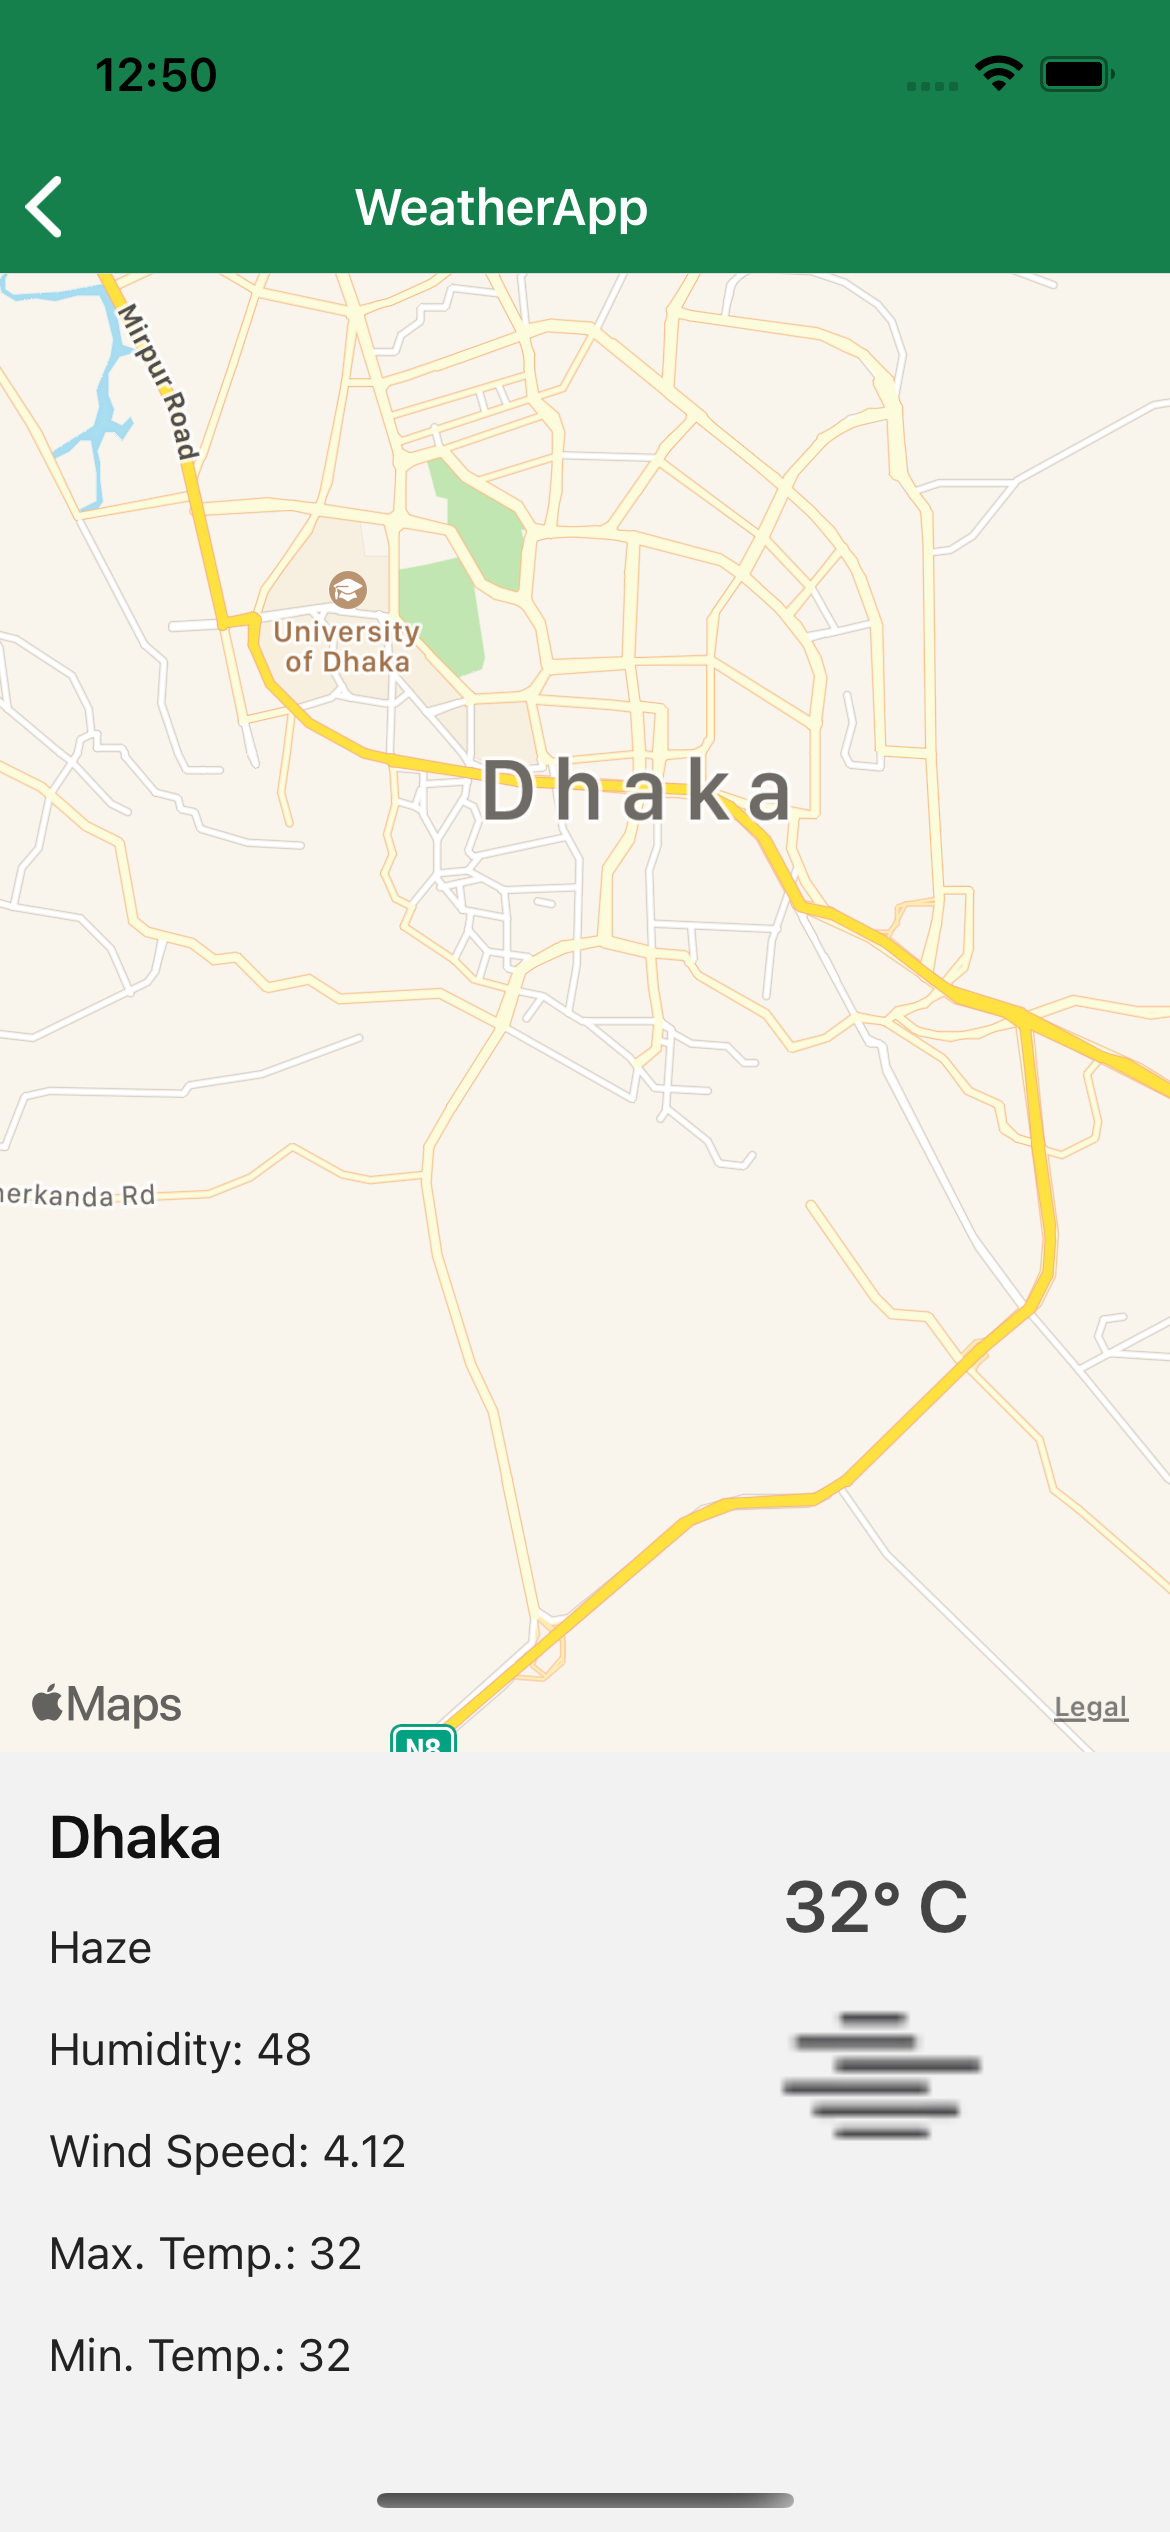 12:50
WeatherApp
Mirpur Road
University
of Dhaka
Dhaka
herkanda Rd
Maps
Legal
N8
Dhaka
32° C
Haze
Humidity: 48
Wind Speed: 4.12
Max. Temp.: 32
Min. Temp.: 32